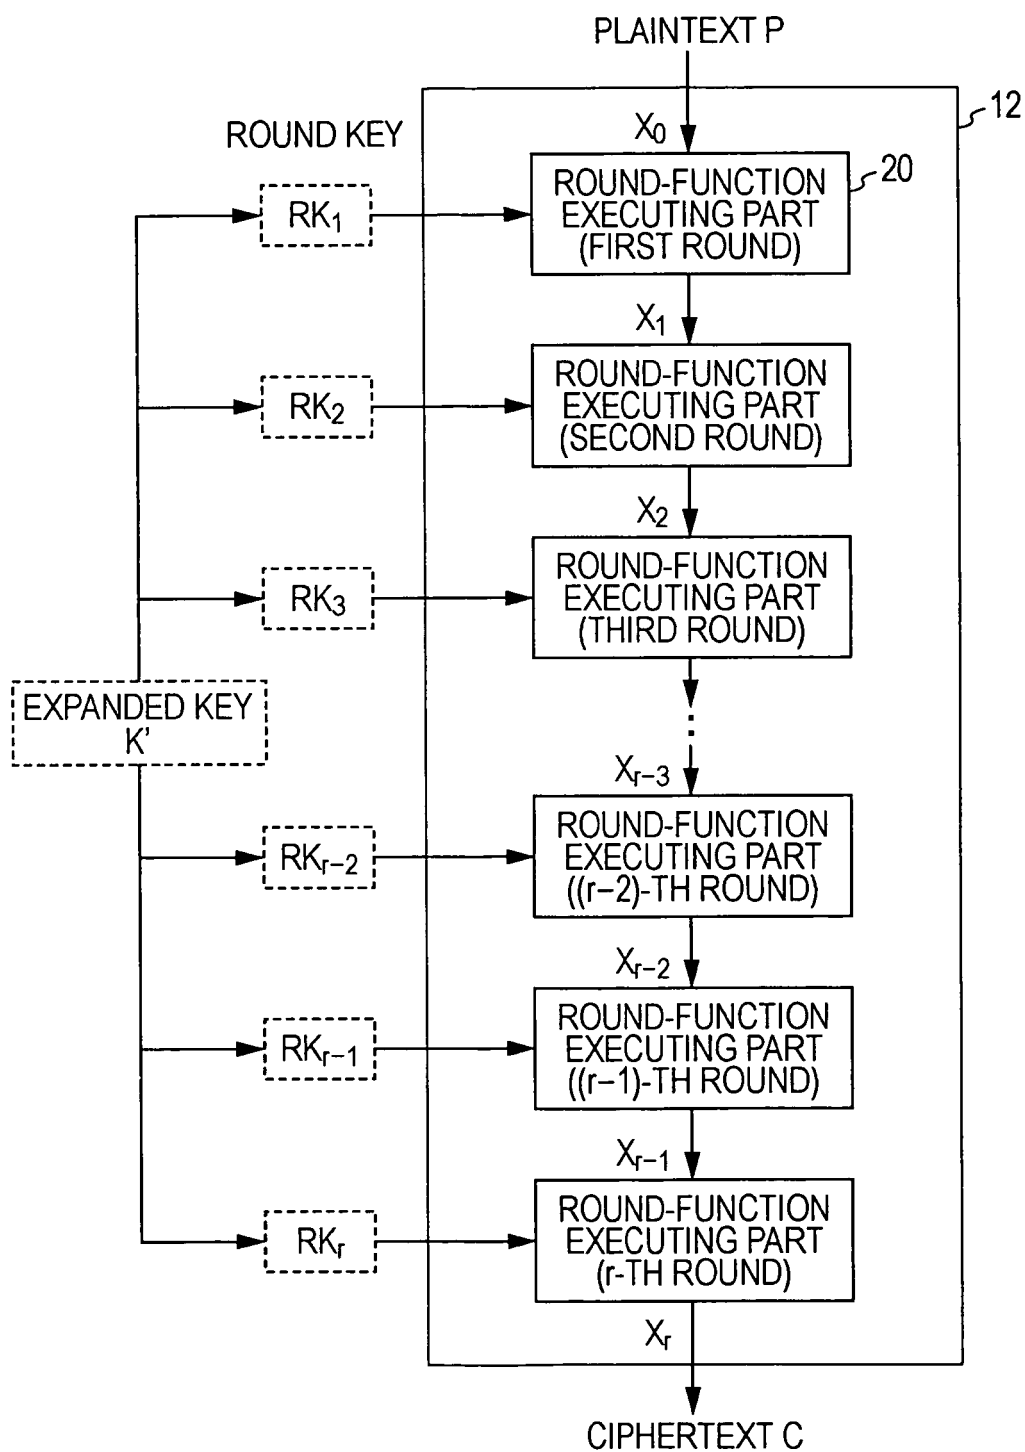 PLAINTEXT P
12
ROUND KEY
X₀
20
RK₁
ROUND-FUNCTION
EXECUTING PART
(FIRST ROUND)
X₁
RK₂
ROUND-FUNCTION
EXECUTING PART
(SECOND ROUND)
X₂
RK₃
ROUND-FUNCTION
EXECUTING PART
(THIRD ROUND)
EXPANDED KEY
K'
Xr–3
RKr–2
ROUND-FUNCTION
EXECUTING PART
((r–2)-TH ROUND)
Xr–2
RKr–1
ROUND-FUNCTION
EXECUTING PART
((r–1)-TH ROUND)
Xr–1
RKr
ROUND-FUNCTION
EXECUTING PART
(r-TH ROUND)
Xr
CIPHERTEXT C